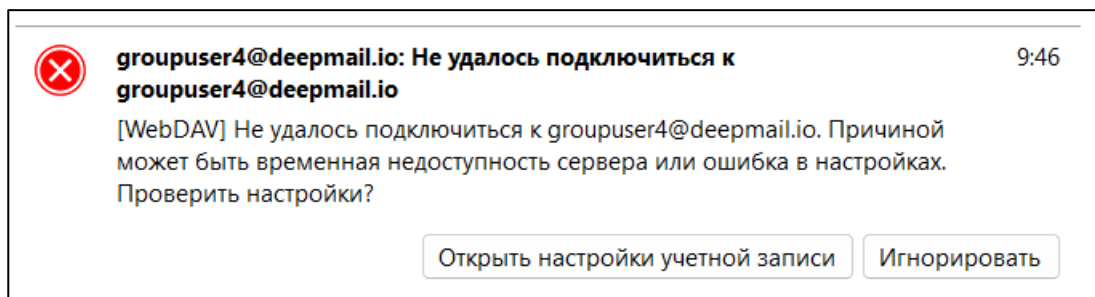 groupuser4@deepmail.io: Не удалось подключиться к 9:46
groupuser4@deepmail.io
[WebDAV] Не удалось подключиться к groupuser4@deepmail.io. Причиной
может быть временная недоступность сервера или ошибка в настройках.
Проверить настройки?
Открыть настройки учетной записи Игнорировать